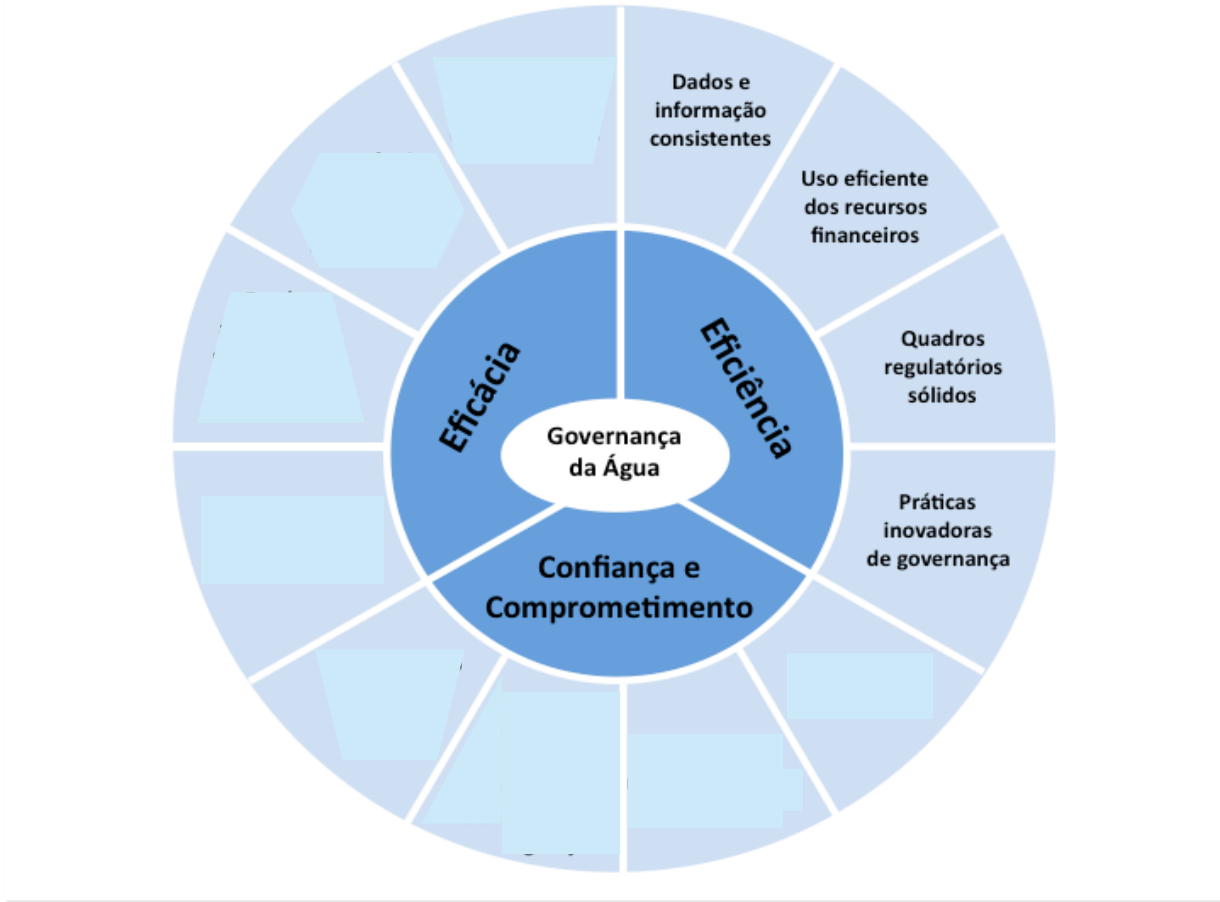 Dados e
informação
consistentes
Uso eficiente
dos recursos
financeiros
Quadros
regulatórios
sólidos
Práticas
inovadoras
de governança
Eficácia
Eficiência
Governança
da Água
Confiança e
Comprometimento